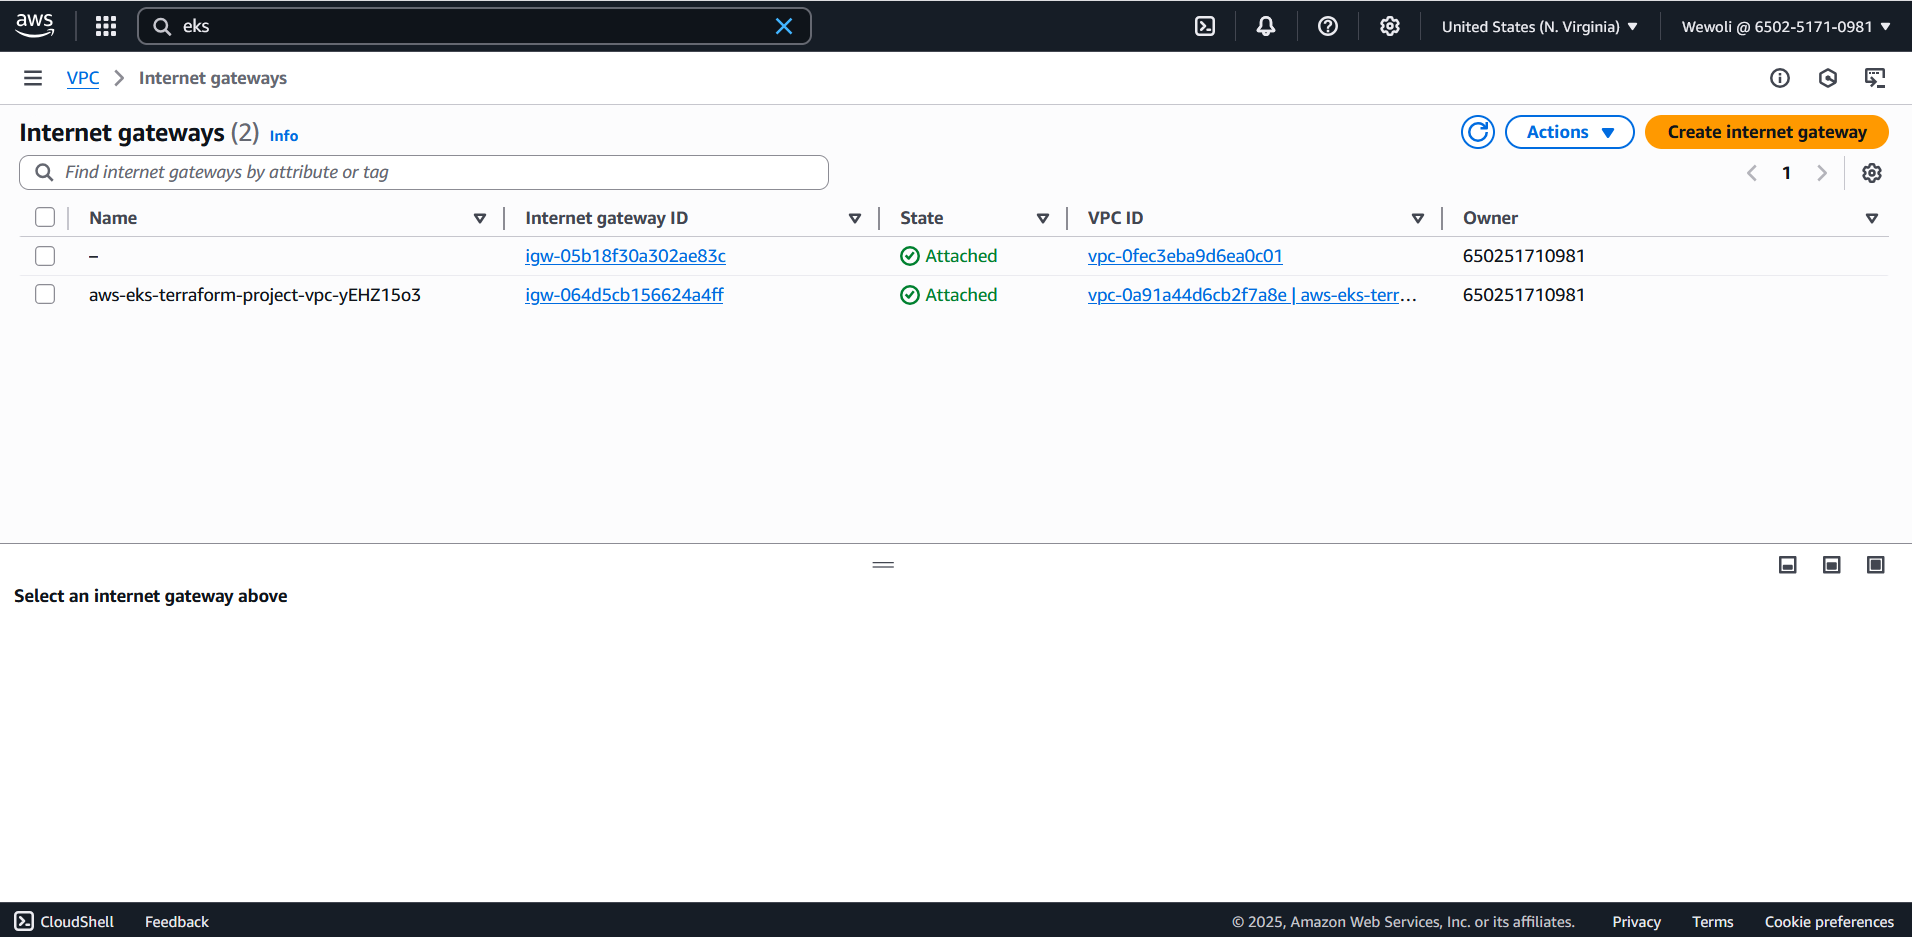 aws
eks
United States (N. Virginia)
Wewoli @ 6502-5171-0981
VPC
Internet gateways
Internet gateways (2) Info
Actions
Create internet gateway
Find internet gateways by attribute or tag
1
Name Internet gateway ID State VPC ID Owner
– igw-05b18f30a302ae83c Attached vpc-0fec3eba9d6ea0c01 650251710981
aws-eks-terraform-project-vpc-yEHZ15o3 igw-064d5cb156624a4ff Attached vpc-0a91a44d6cb2f7a8e | aws-eks-terr... 650251710981
Select an internet gateway above
CloudShell Feedback © 2025, Amazon Web Services, Inc. or its affiliates. Privacy Terms Cookie preferences